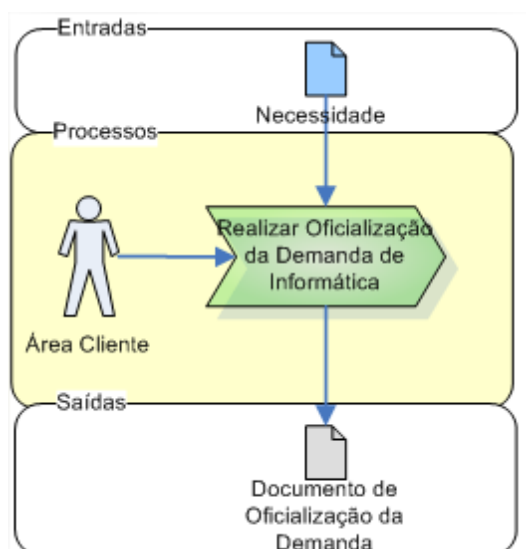 Entradas
Necessidade
Processos
Realizar Oficialização
da Demanda de
Informática
Área Cliente
Saídas
Documento de
Oficialização da
Demanda